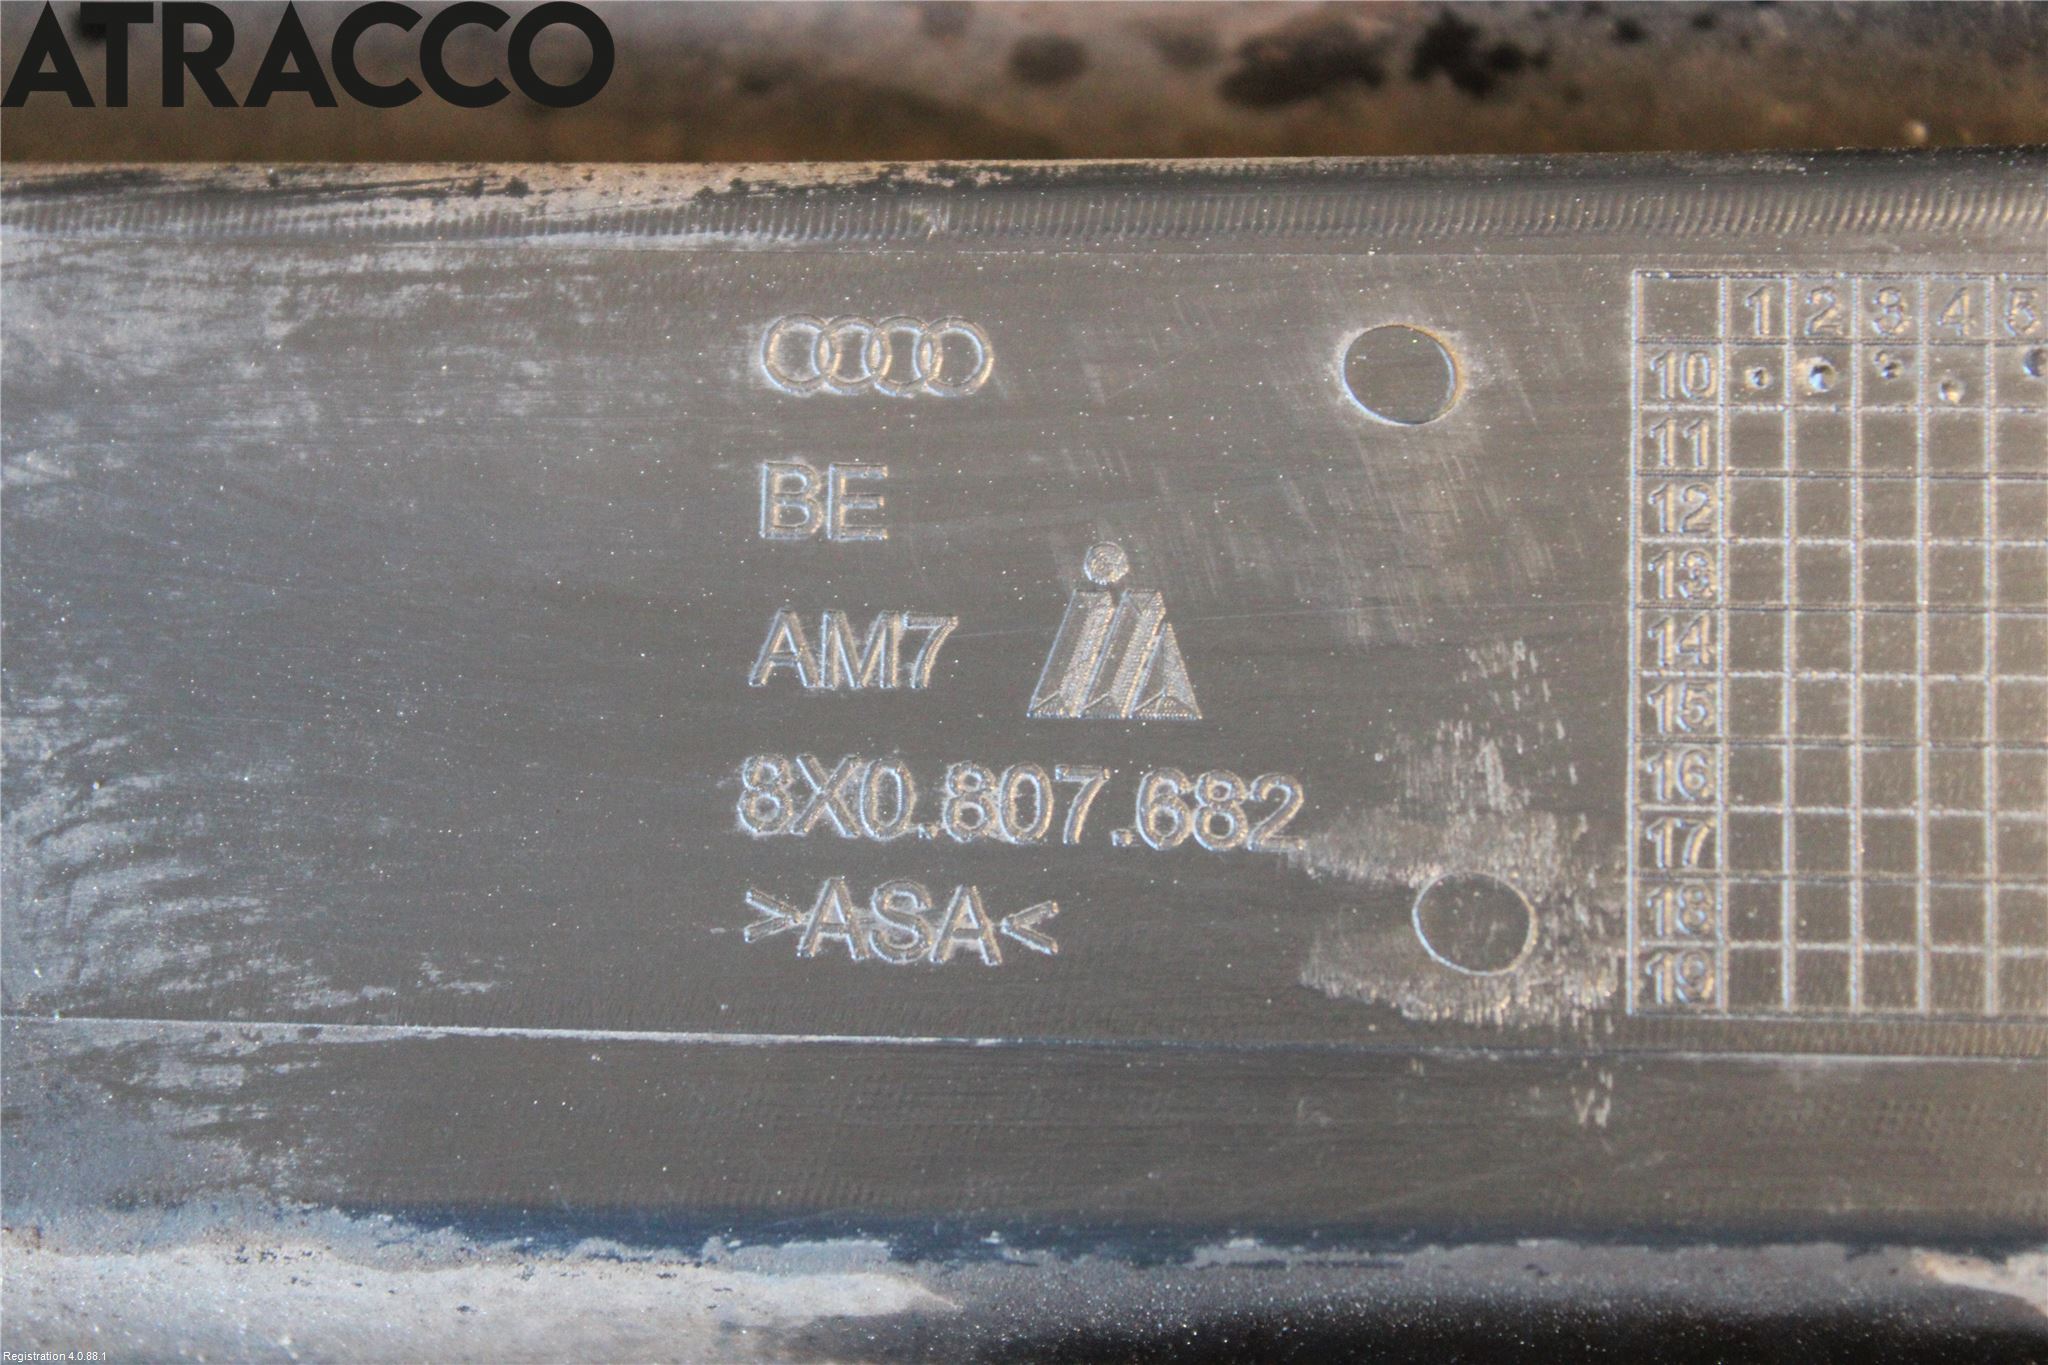 ATRACCO
BE
AM7
8X0.807.682
>ASA<
1 2 3 4 5
10
11
12
13
14
15
16
17
18
19
Registration 4.0.88.1